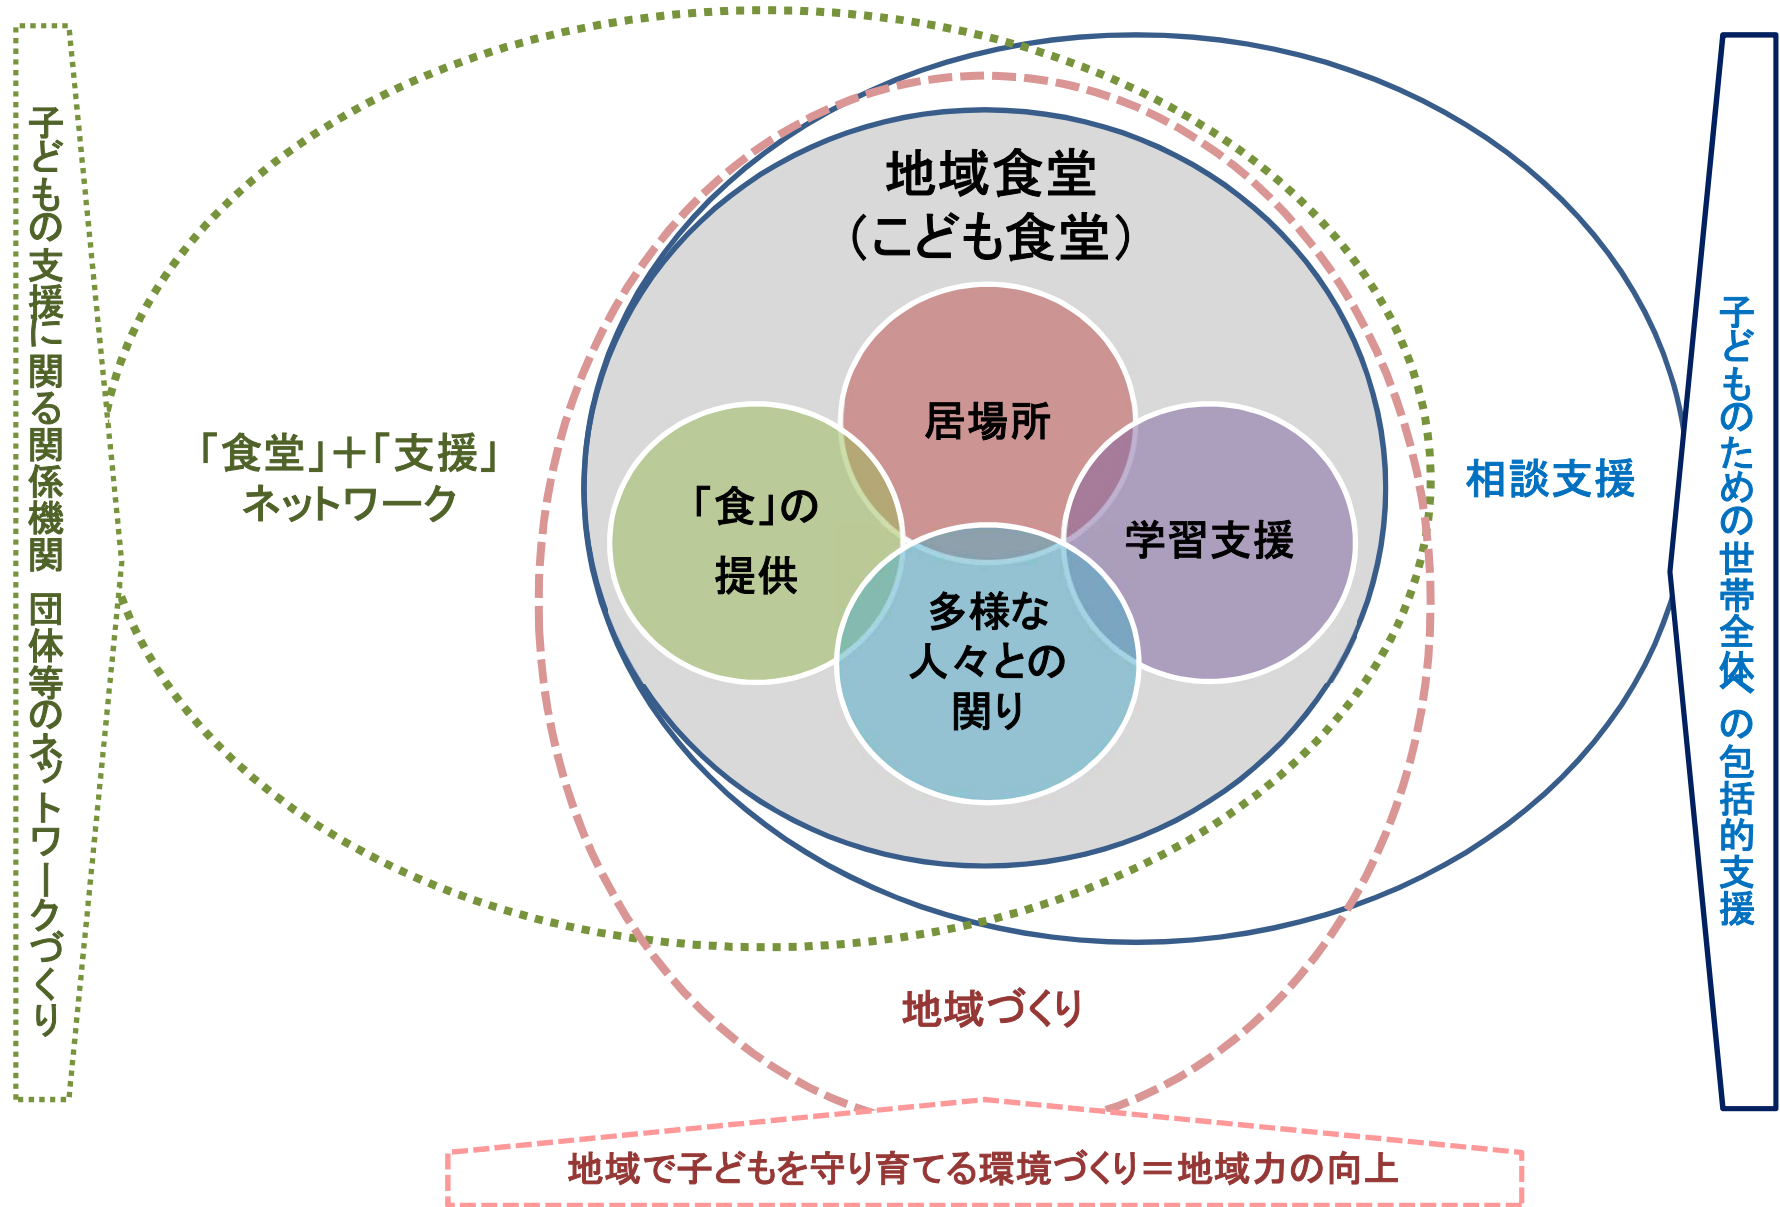 地域食堂
（こども食堂）
居場所
「食」の
提供
学習支援
多様な
人々との
関り
「食堂」＋「支援」
ネットワーク
相談支援
地域づくり
子どもの支援に関る関係機関 団体等のネットワークづくり
子どものための世帯全体への包括的支援
地域で子どもを守り育てる環境づくり＝地域力の向上